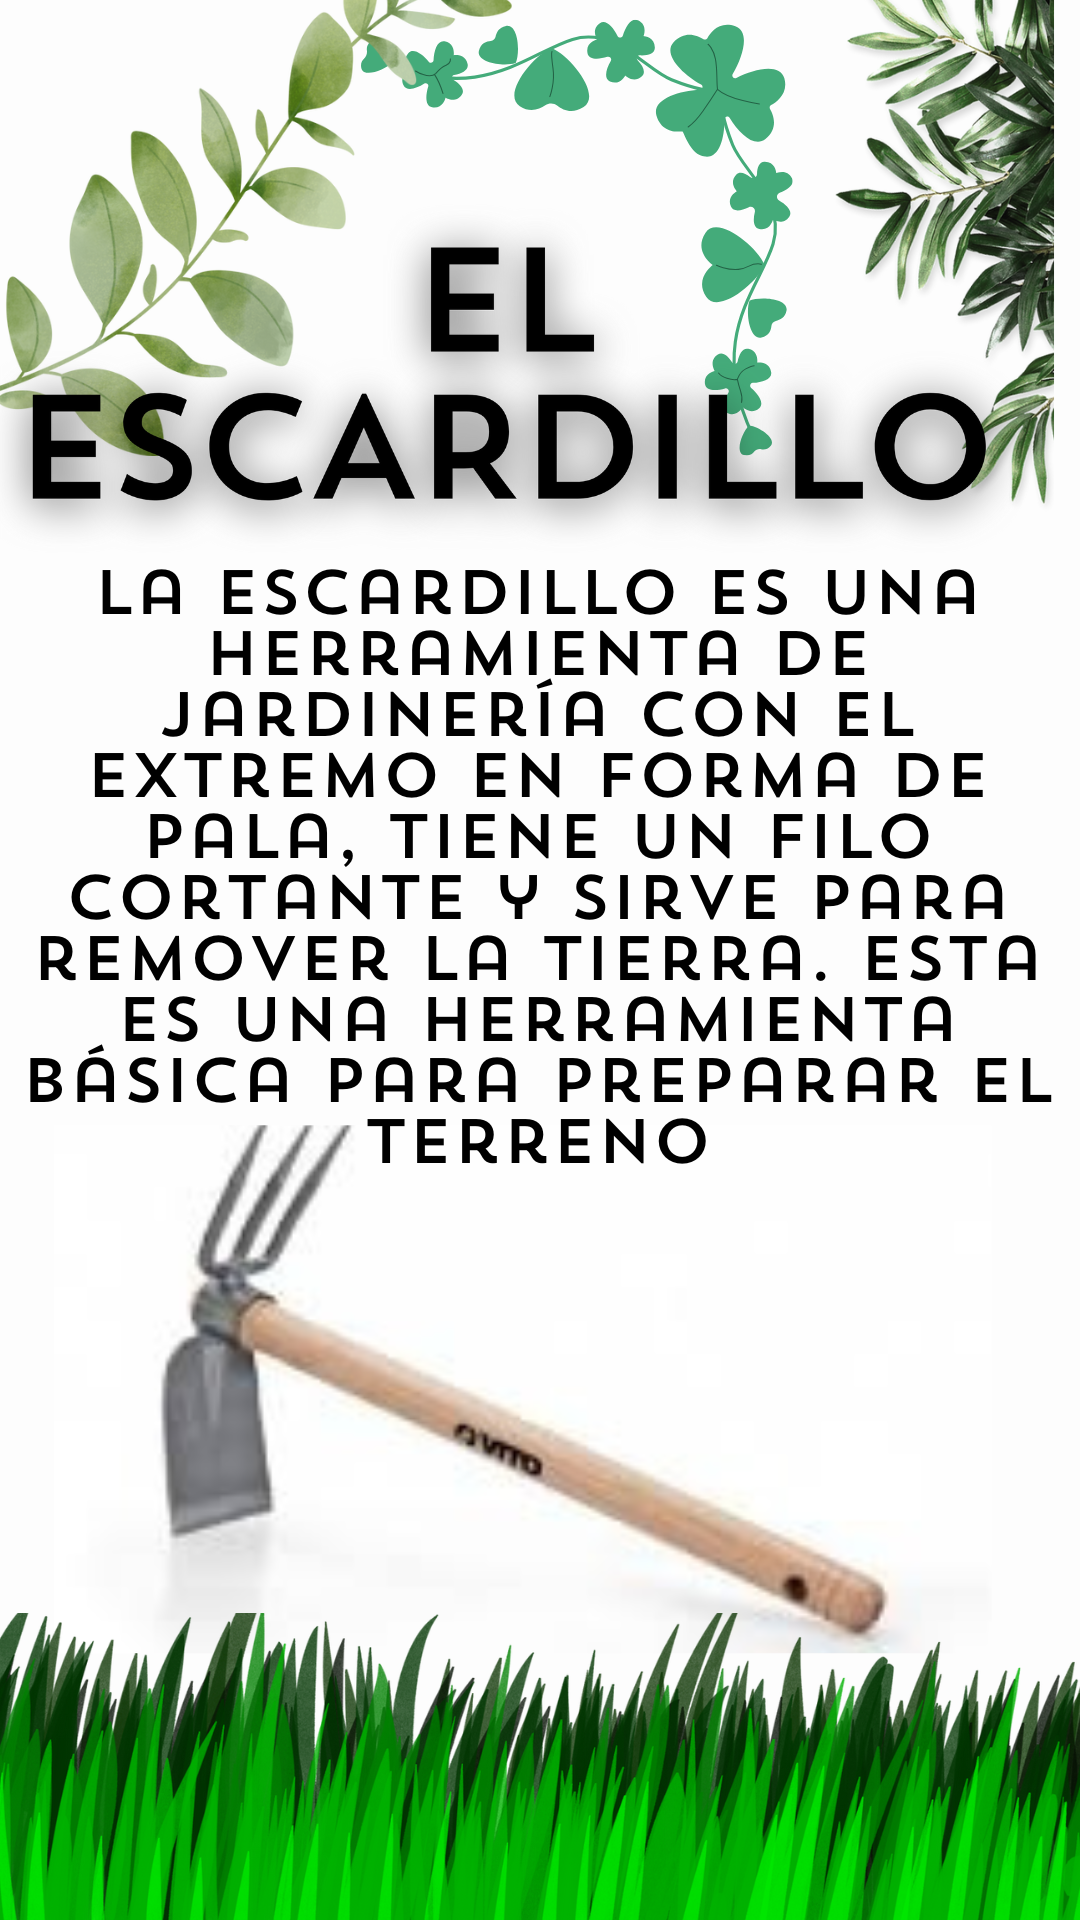 EL
ESCARDILLO
LA ESCARDILLO ES UNA
HERRAMIENTA DE
JARDINERÍA CON EL
EXTREMO EN FORMA DE
PALA, TIENE UN FILO
CORTANTE Y SIRVE PARA
REMOVER LA TIERRA. ESTA
ES UNA HERRAMIENTA
BÁSICA PARA PREPARAR EL
TERRENO
VITO